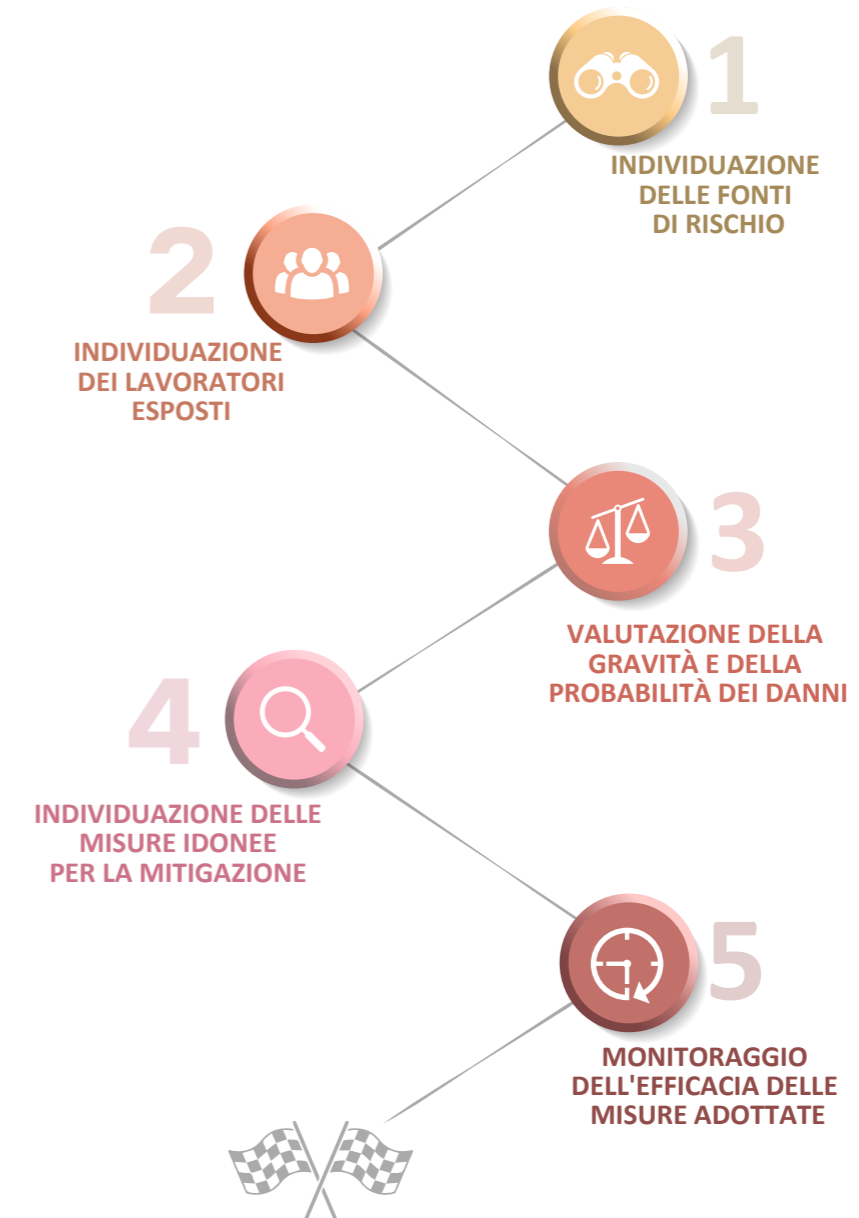 1
INDIVIDUAZIONE
DELLE FONTI
DI RISCHIO
2
INDIVIDUAZIONE
DEI LAVORATORI
ESPOSTI
3
VALUTAZIONE DELLA
GRAVITÀ E DELLA
PROBABILITÀ DEI DANNI
4
INDIVIDUAZIONE DELLE
MISURE IDONEE
PER LA MITIGAZIONE
5
MONITORAGGIO
DELL'EFFICACIA DELLE
MISURE ADOTTATE